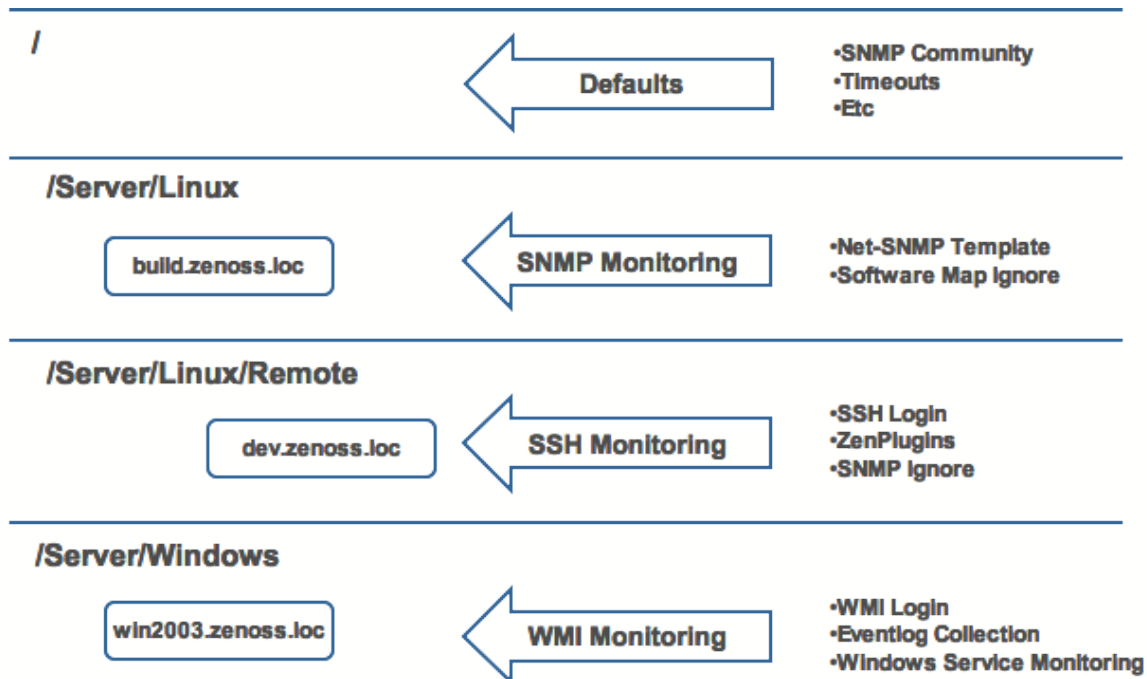 /
Defaults
•SNMP Community
•Timeouts
•Etc
/Server/Linux
build.zenoss.loc
SNMP Monitoring
•Net-SNMP Template
•Software Map Ignore
/Server/Linux/Remote
dev.zenoss.loc
SSH Monitoring
•SSH Login
•ZenPlugins
•SNMP Ignore
/Server/Windows
win2003.zenoss.loc
WMI Monitoring
•WMI Login
•Eventlog Collection
•Windows Service Monitoring